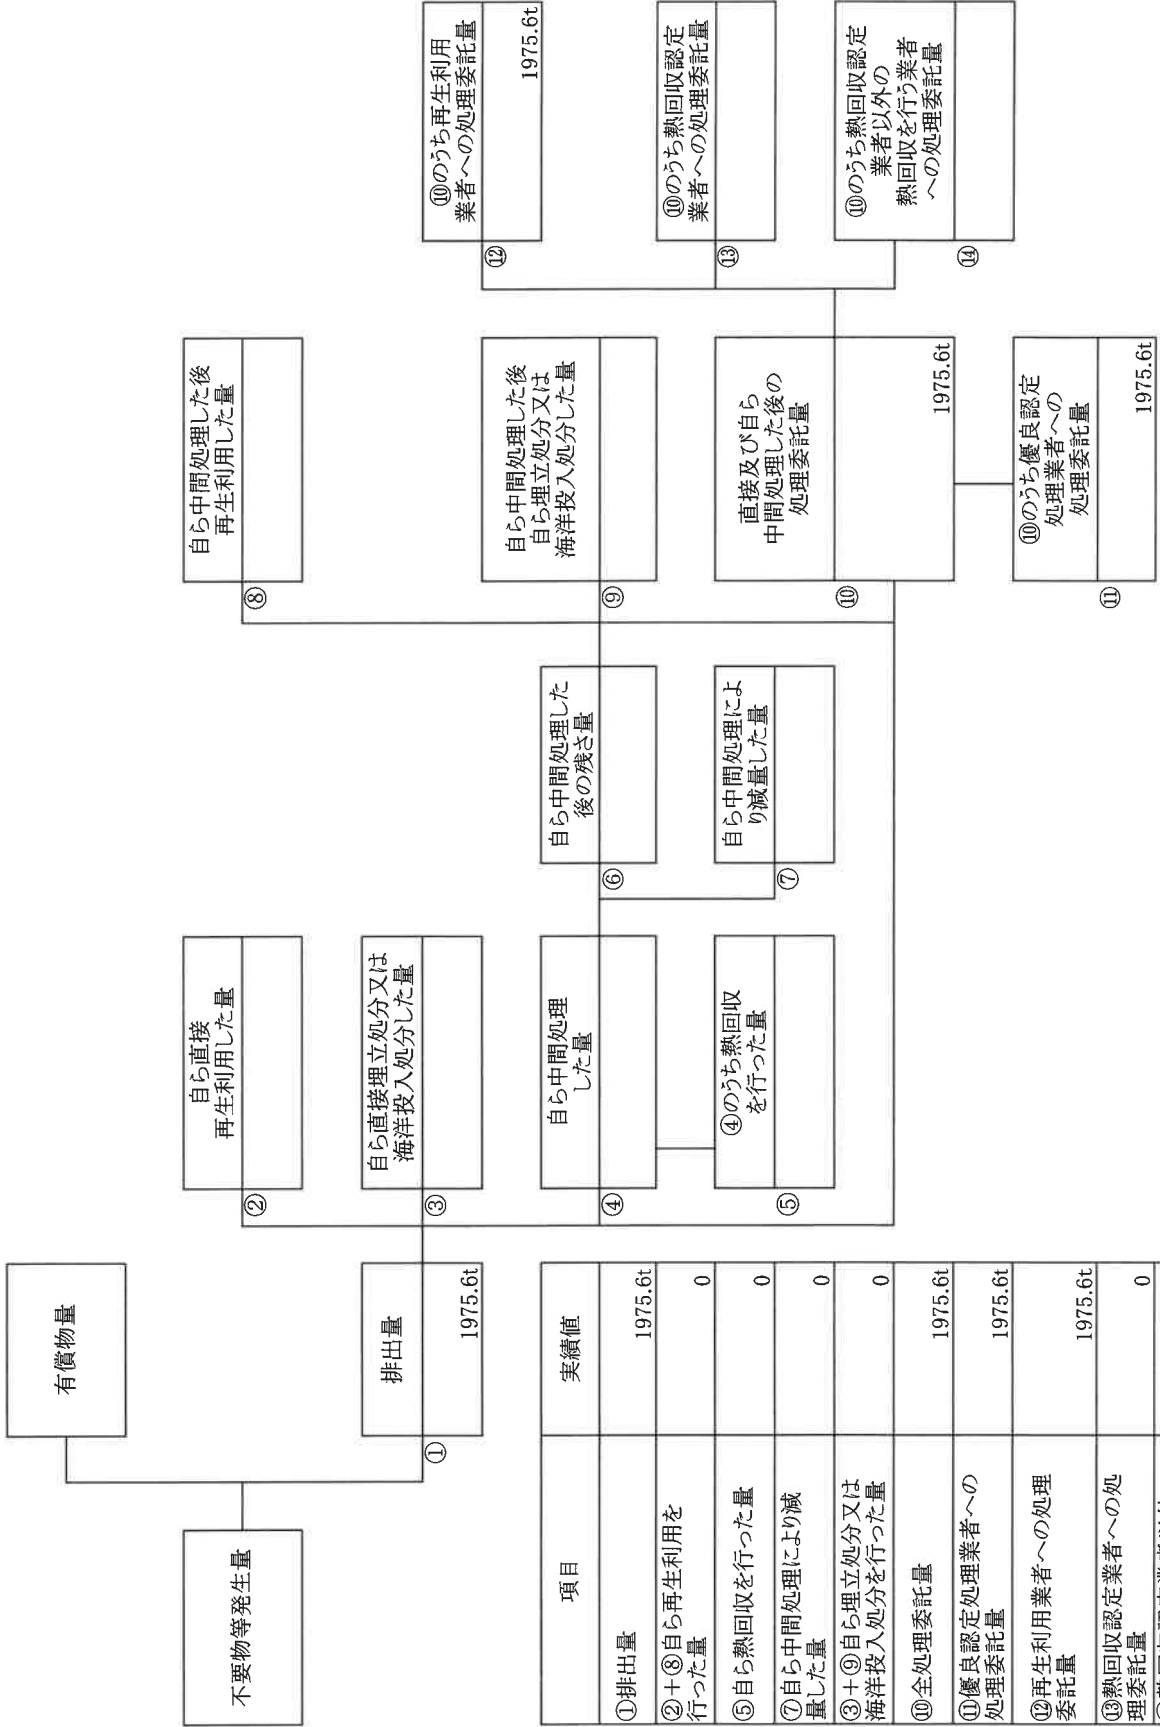 不要物等発生量
有償物量
排出量
①
1975.6t
②
自ら直接
再生利用した量
③
自ら直接埋立処分又は
海洋投入処分した量
④
自ら中間処理
した量
⑤
④のうち熱回収
を行った量
⑥
自ら中間処理した
後の残さ量
⑦
自ら中間処理によ
り減量した量
⑧
自ら中間処理した後
再生利用した量
⑨
自ら中間処理した後
自ら埋立処分又は
海洋投入処分した量
⑩
直接及び自ら
中間処理した後の
処理委託量
1975.6t
⑪
⑩のうち優良認定
処理業者への
処理委託量
1975.6t
⑫
⑩のうち再生利用
業者への処理委託量
1975.6t
⑬
⑩のうち熱回収認定
業者への処理委託量
⑭
⑩のうち熱回収認定
業者以外の
熱回収を行う業者
への処理委託量
項目 実績値
①排出量 1975.6t
②+⑧自ら再生利用を
行った量 0
⑤自ら熱回収を行った量 0
⑦自ら中間処理により減
量した量 0
③+⑨自ら埋立処分又は
海洋投入処分を行った量 0
⑩全処理委託量 1975.6t
⑪優良認定処理業者への
処理委託量 1975.6t
⑫再生利用業者への処理
委託量 1975.6t
⑬熱回収認定業者への処
理委託量 0